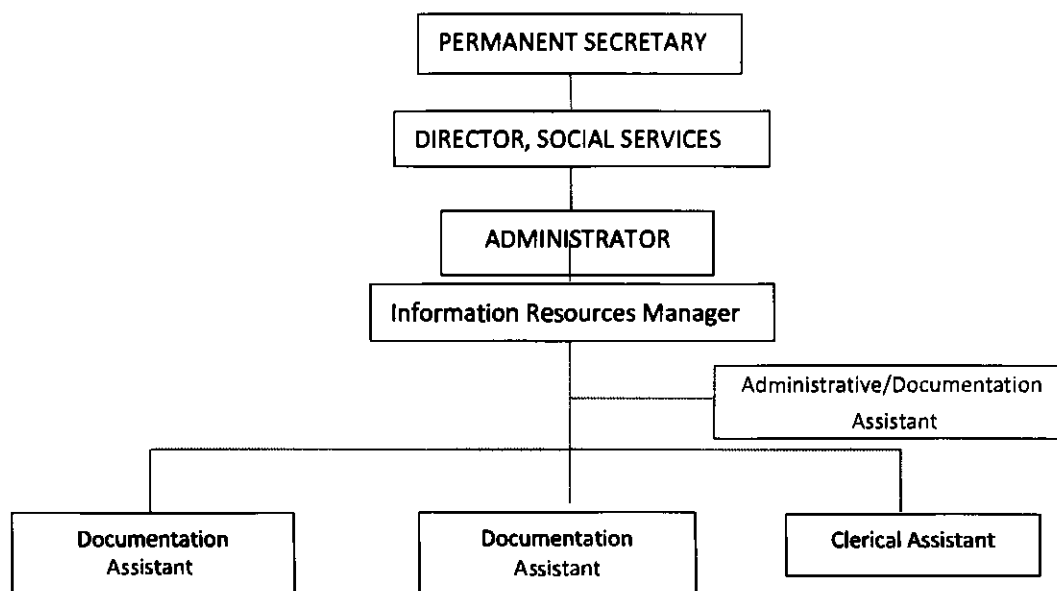 PERMANENT SECRETARY
DIRECTOR, SOCIAL SERVICES
ADMINISTRATOR
Information Resources Manager
Administrative/Documentation
Assistant
Documentation
Assistant
Documentation
Assistant
Clerical Assistant